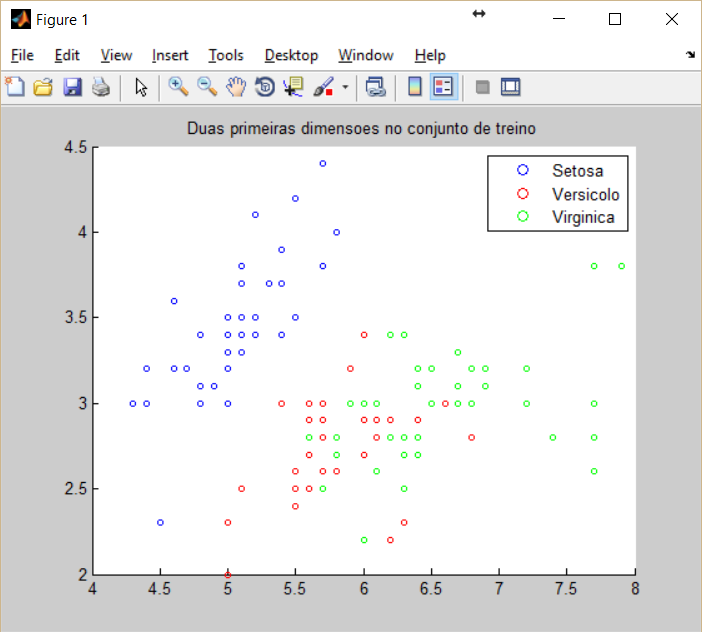 Figure 1
File Edit View Insert Tools Desktop Window Help
Duas primeiras dimensoes no conjunto de treino
4.5
4
3.5
3
2.5
2
Setosa
Versicolo
Virginica
4 4.5 5 5.5 6 6.5 7 7.5 8